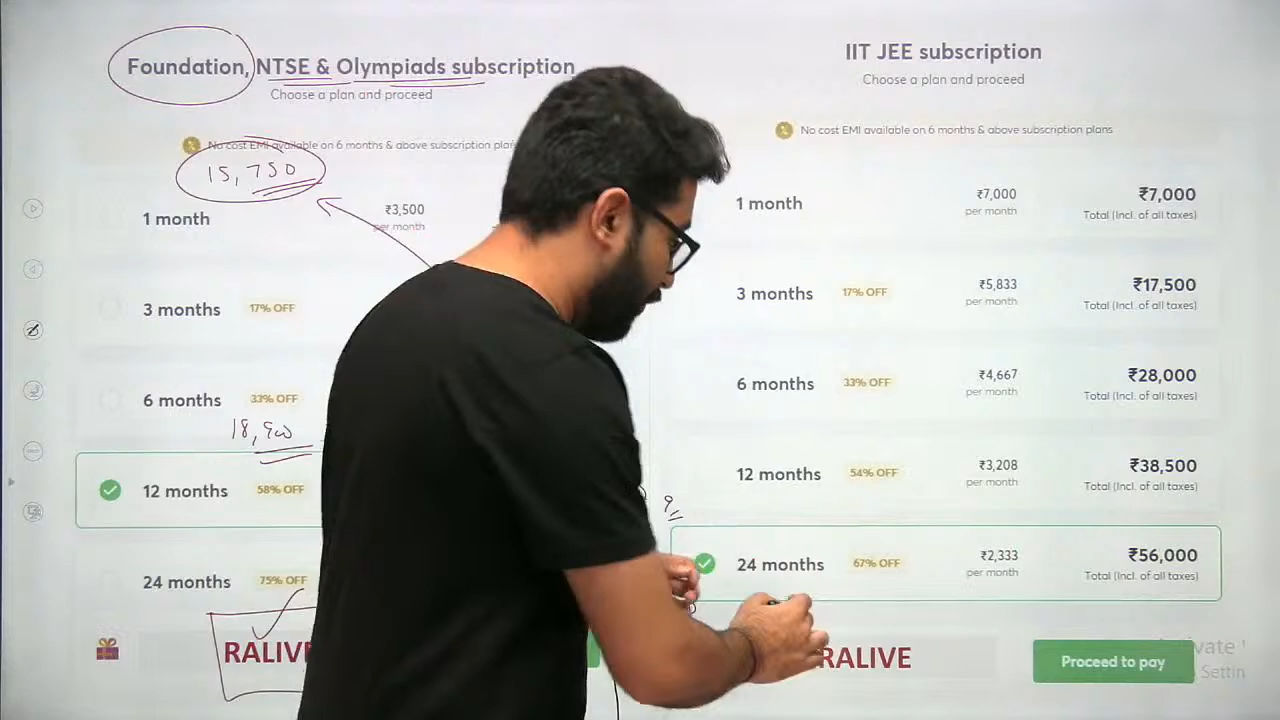 Foundation, NTSE & Olympiads subscription
Choose a plan and proceed
No cost EMI available on 6 months & above subscription plans
15,750
1 month
₹3,500
per month
3 months 17% OFF
6 months 33% OFF
18,900
12 months 58% OFF
24 months 75% OFF
RALIVE
IIT JEE subscription
Choose a plan and proceed
No cost EMI available on 6 months & above subscription plans
1 month ₹7,000 ₹7,000
per month Total (Incl. of all taxes)
3 months 17% OFF ₹5,833 ₹17,500
per month Total (Incl. of all taxes)
6 months 33% OFF ₹4,667 ₹28,000
per month Total (Incl. of all taxes)
12 months 54% OFF ₹3,208 ₹38,500
per month Total (Incl. of all taxes)
9
24 months 67% OFF ₹2,333 ₹56,000
per month Total (Incl. of all taxes)
RALIVE
Proceed to pay